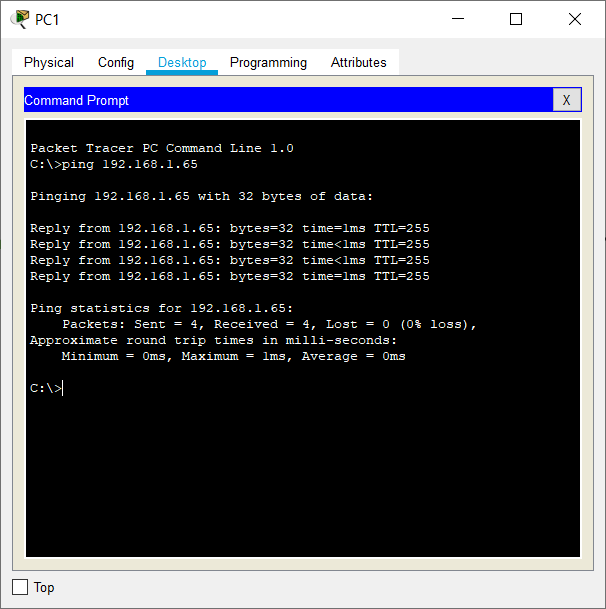 PC1
Physical Config Desktop Programming Attributes
Command Prompt X
Packet Tracer PC Command Line 1.0
C:\>ping 192.168.1.65
Pinging 192.168.1.65 with 32 bytes of data:
Reply from 192.168.1.65: bytes=32 time=1ms TTL=255
Reply from 192.168.1.65: bytes=32 time<1ms TTL=255
Reply from 192.168.1.65: bytes=32 time<1ms TTL=255
Reply from 192.168.1.65: bytes=32 time=1ms TTL=255
Ping statistics for 192.168.1.65:
Packets: Sent = 4, Received = 4, Lost = 0 (0% loss),
Approximate round trip times in milli-seconds:
Minimum = 0ms, Maximum = 1ms, Average = 0ms
C:\>
Top